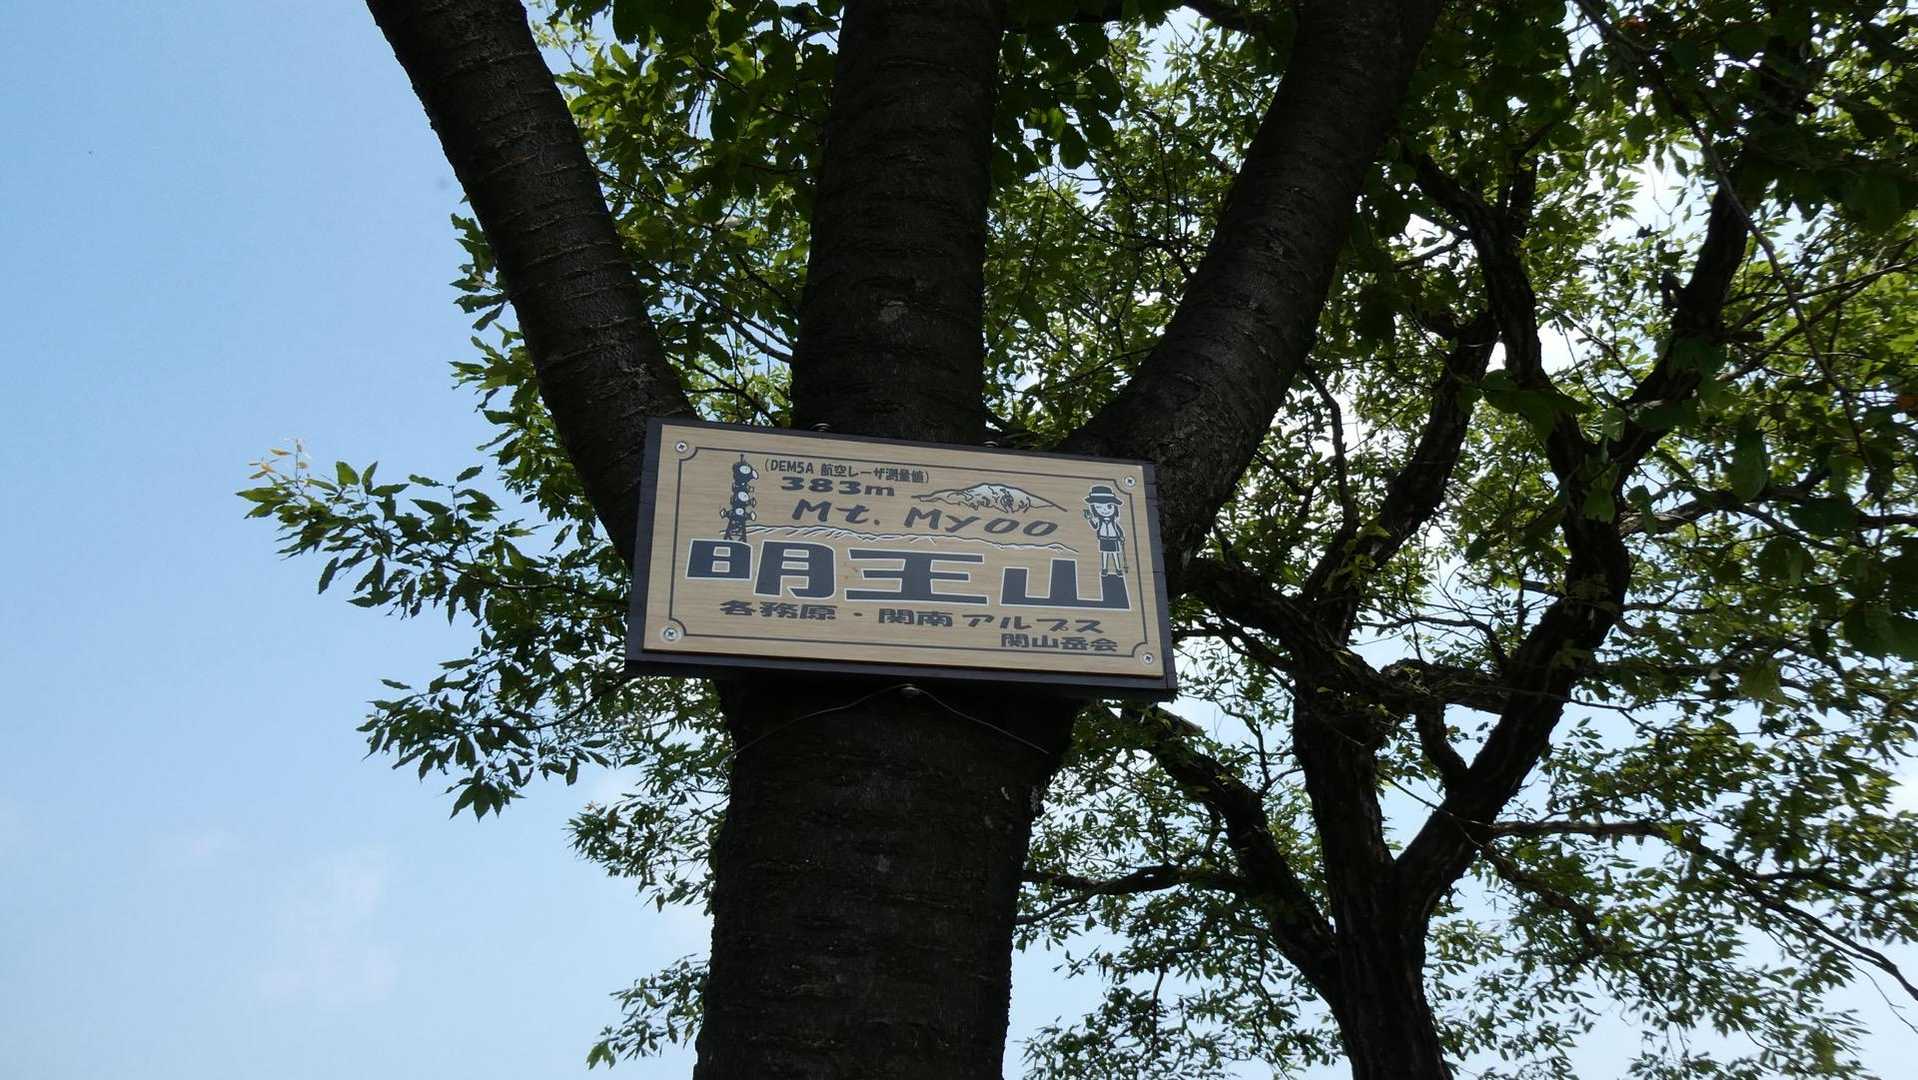 (DEM5A 航空レーザ測量値)
383m
Mt. MYOO
明王山
各務原・関南アルプス
関山岳会